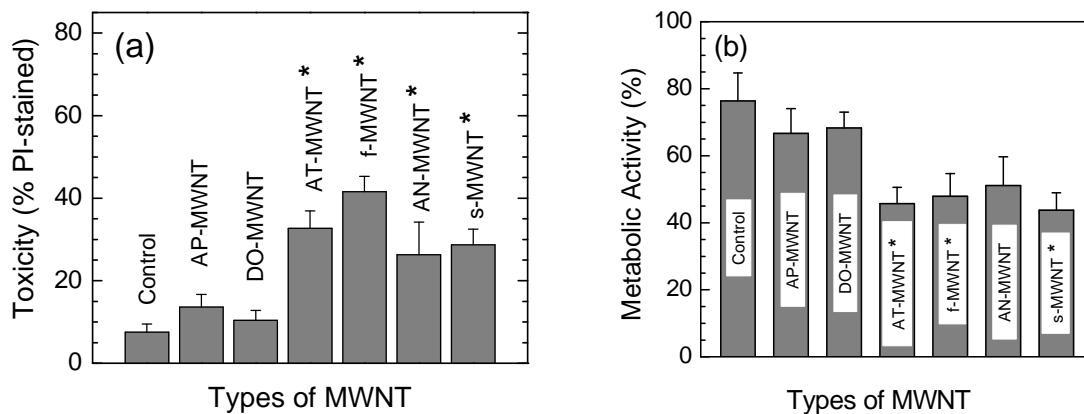 (a)
Toxicity (% PI-stained)
80
60
40
20
0
Control
AP-MWNT
DO-MWNT
AT-MWNT *
f-MWNT *
AN-MWNT *
s-MWNT *
Types of MWNT
(b)
Metabolic Activity (%)
100
80
60
40
20
0
Control
AP-MWNT
DO-MWNT
AT-MWNT *
f-MWNT *
AN-MWNT
s-MWNT *
Types of MWNT